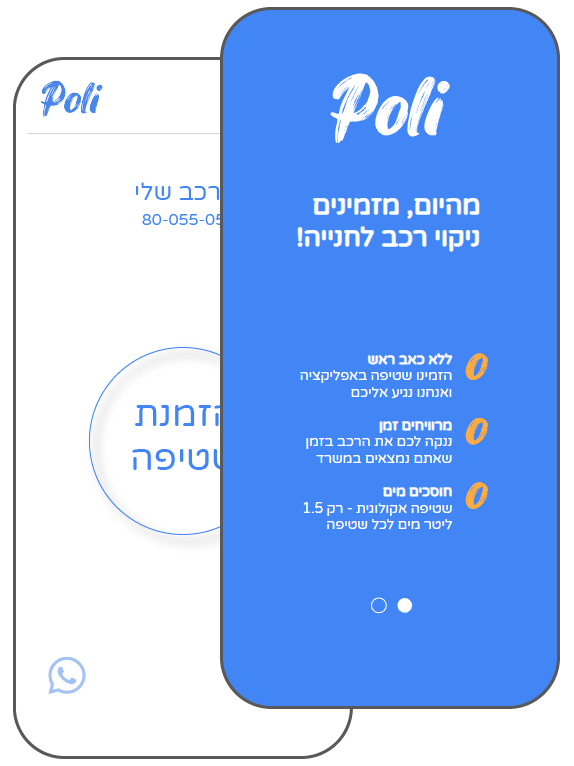 Poli
מהיום, מזמינים
ניקוי רכב לחנייה!
ללא כאב ראש
הזמינו שטיפה באפליקציה
ואנחנו נגיע אליכם
מרוויחים זמן
ננקה לכם את הרכב בזמן
שאתם נמצאים במשרד
חוסכים מים
שטיפה אקולוגית - רק 1.5
ליטר מים לכל שטיפה
Poli
רכב שלי
80-055-05
הזמנת
שטיפה